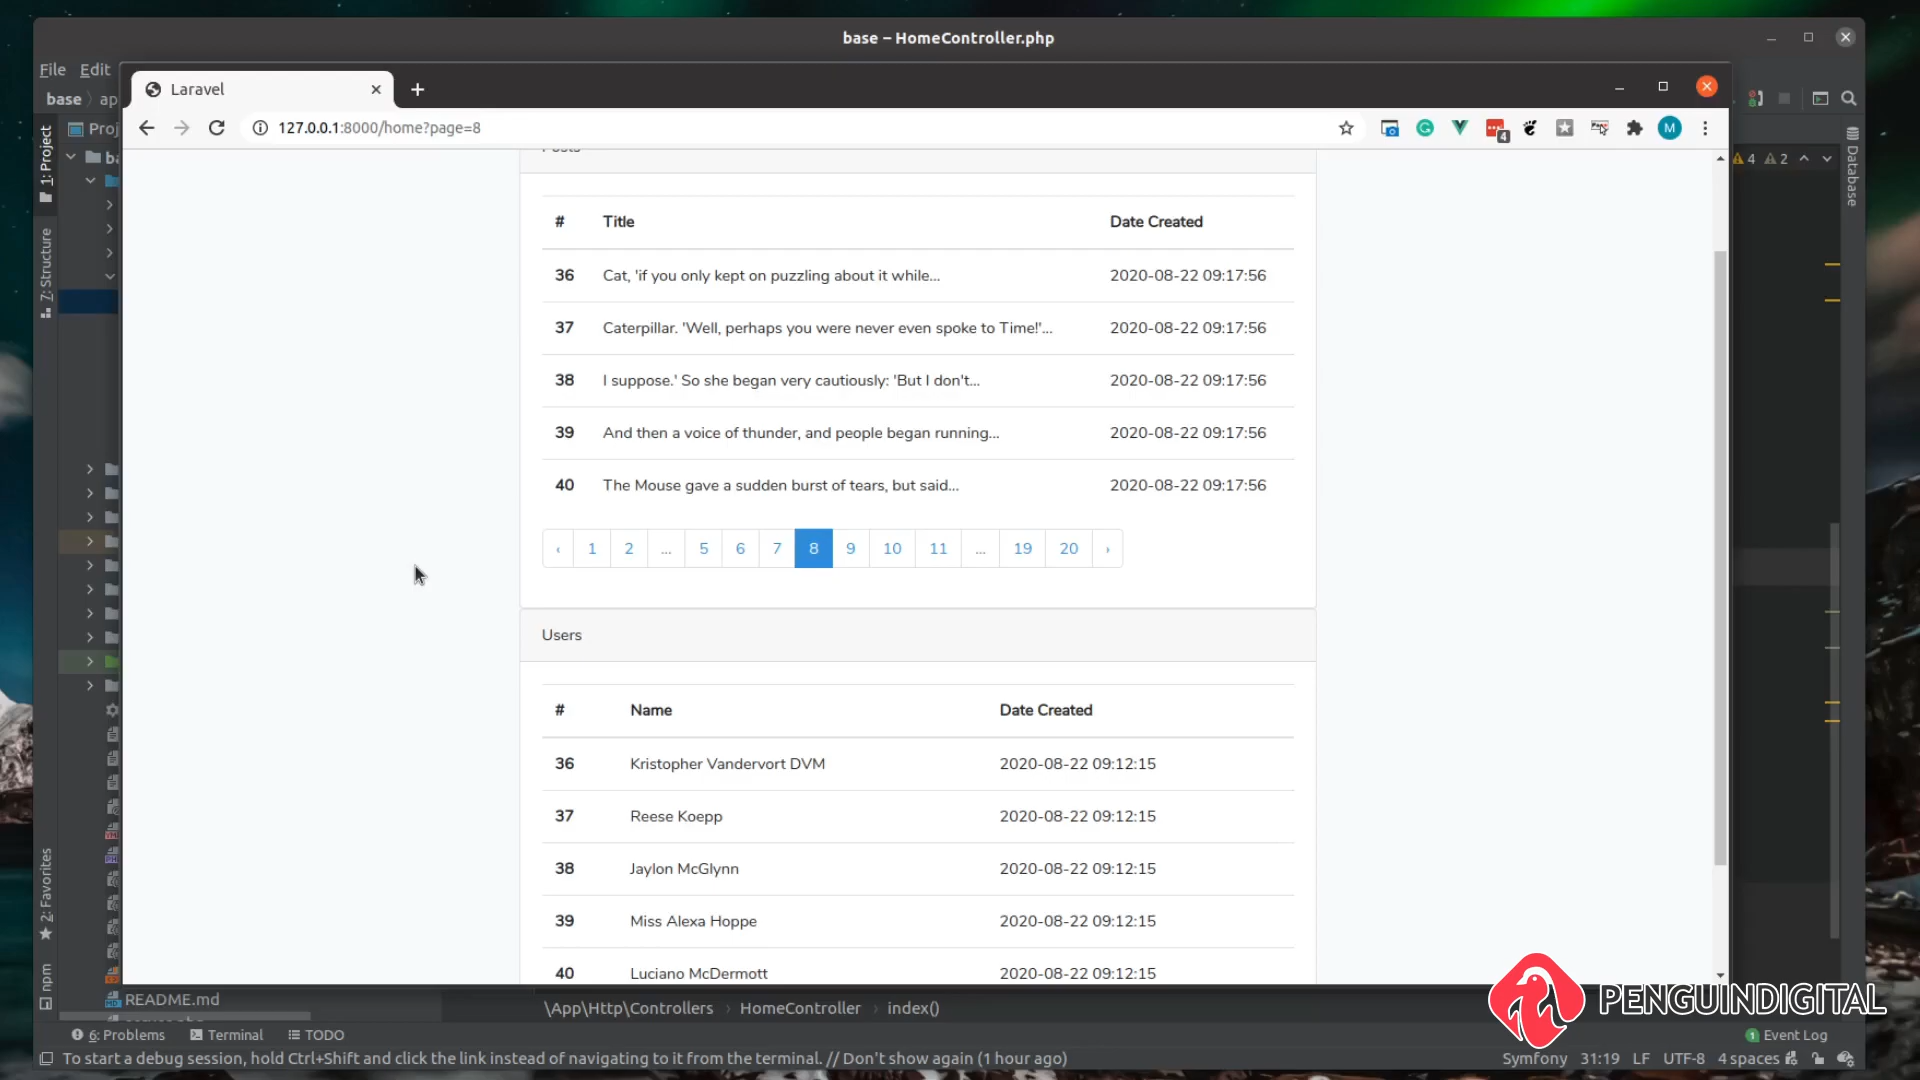 base – HomeController.php
File Edit
Laravel
base
127.0.0.1:8000/home?page=8
4
M
4 2
1: Project
7: Structure
2: Favorites
npm
Database
Posts
# Title Date Created
36 Cat, 'if you only kept on puzzling about it while... 2020-08-22 09:17:56
37 Caterpillar. 'Well, perhaps you were never even spoke to Time!'... 2020-08-22 09:17:56
38 I suppose.' So she began very cautiously: 'But I don't... 2020-08-22 09:17:56
39 And then a voice of thunder, and people began running... 2020-08-22 09:17:56
40 The Mouse gave a sudden burst of tears, but said... 2020-08-22 09:17:56
‹ 1 2 ... 5 6 7 8 9 10 11 ... 19 20 ›
Users
# Name Date Created
36 Kristopher Vandervort DVM 2020-08-22 09:12:15
37 Reese Koepp 2020-08-22 09:12:15
38 Jaylon McGlynn 2020-08-22 09:12:15
39 Miss Alexa Hoppe 2020-08-22 09:12:15
40 Luciano McDermott 2020-08-22 09:12:15
README.md
\App\Http\Controllers › HomeController › index()
PENGUINDIGITAL
6: Problems Terminal TODO
1 Event Log
To start a debug session, hold Ctrl+Shift and click the link instead of navigating to it from the terminal. // Don't show again (1 hour ago)
Symfony 31:19 LF UTF-8 4 spaces